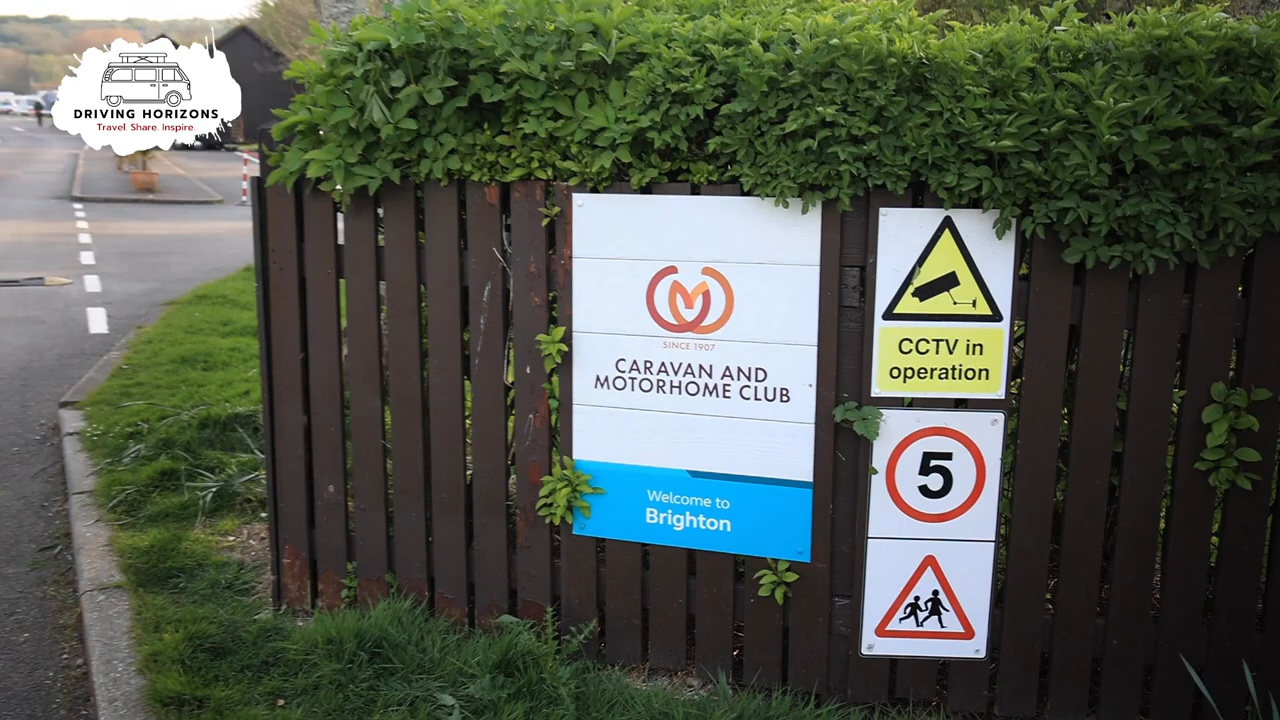 DRIVING HORIZONS
Travel. Share. Inspire.
SINCE 1907
CARAVAN AND
MOTORHOME CLUB
Welcome to
Brighton
CCTV in
operation
5